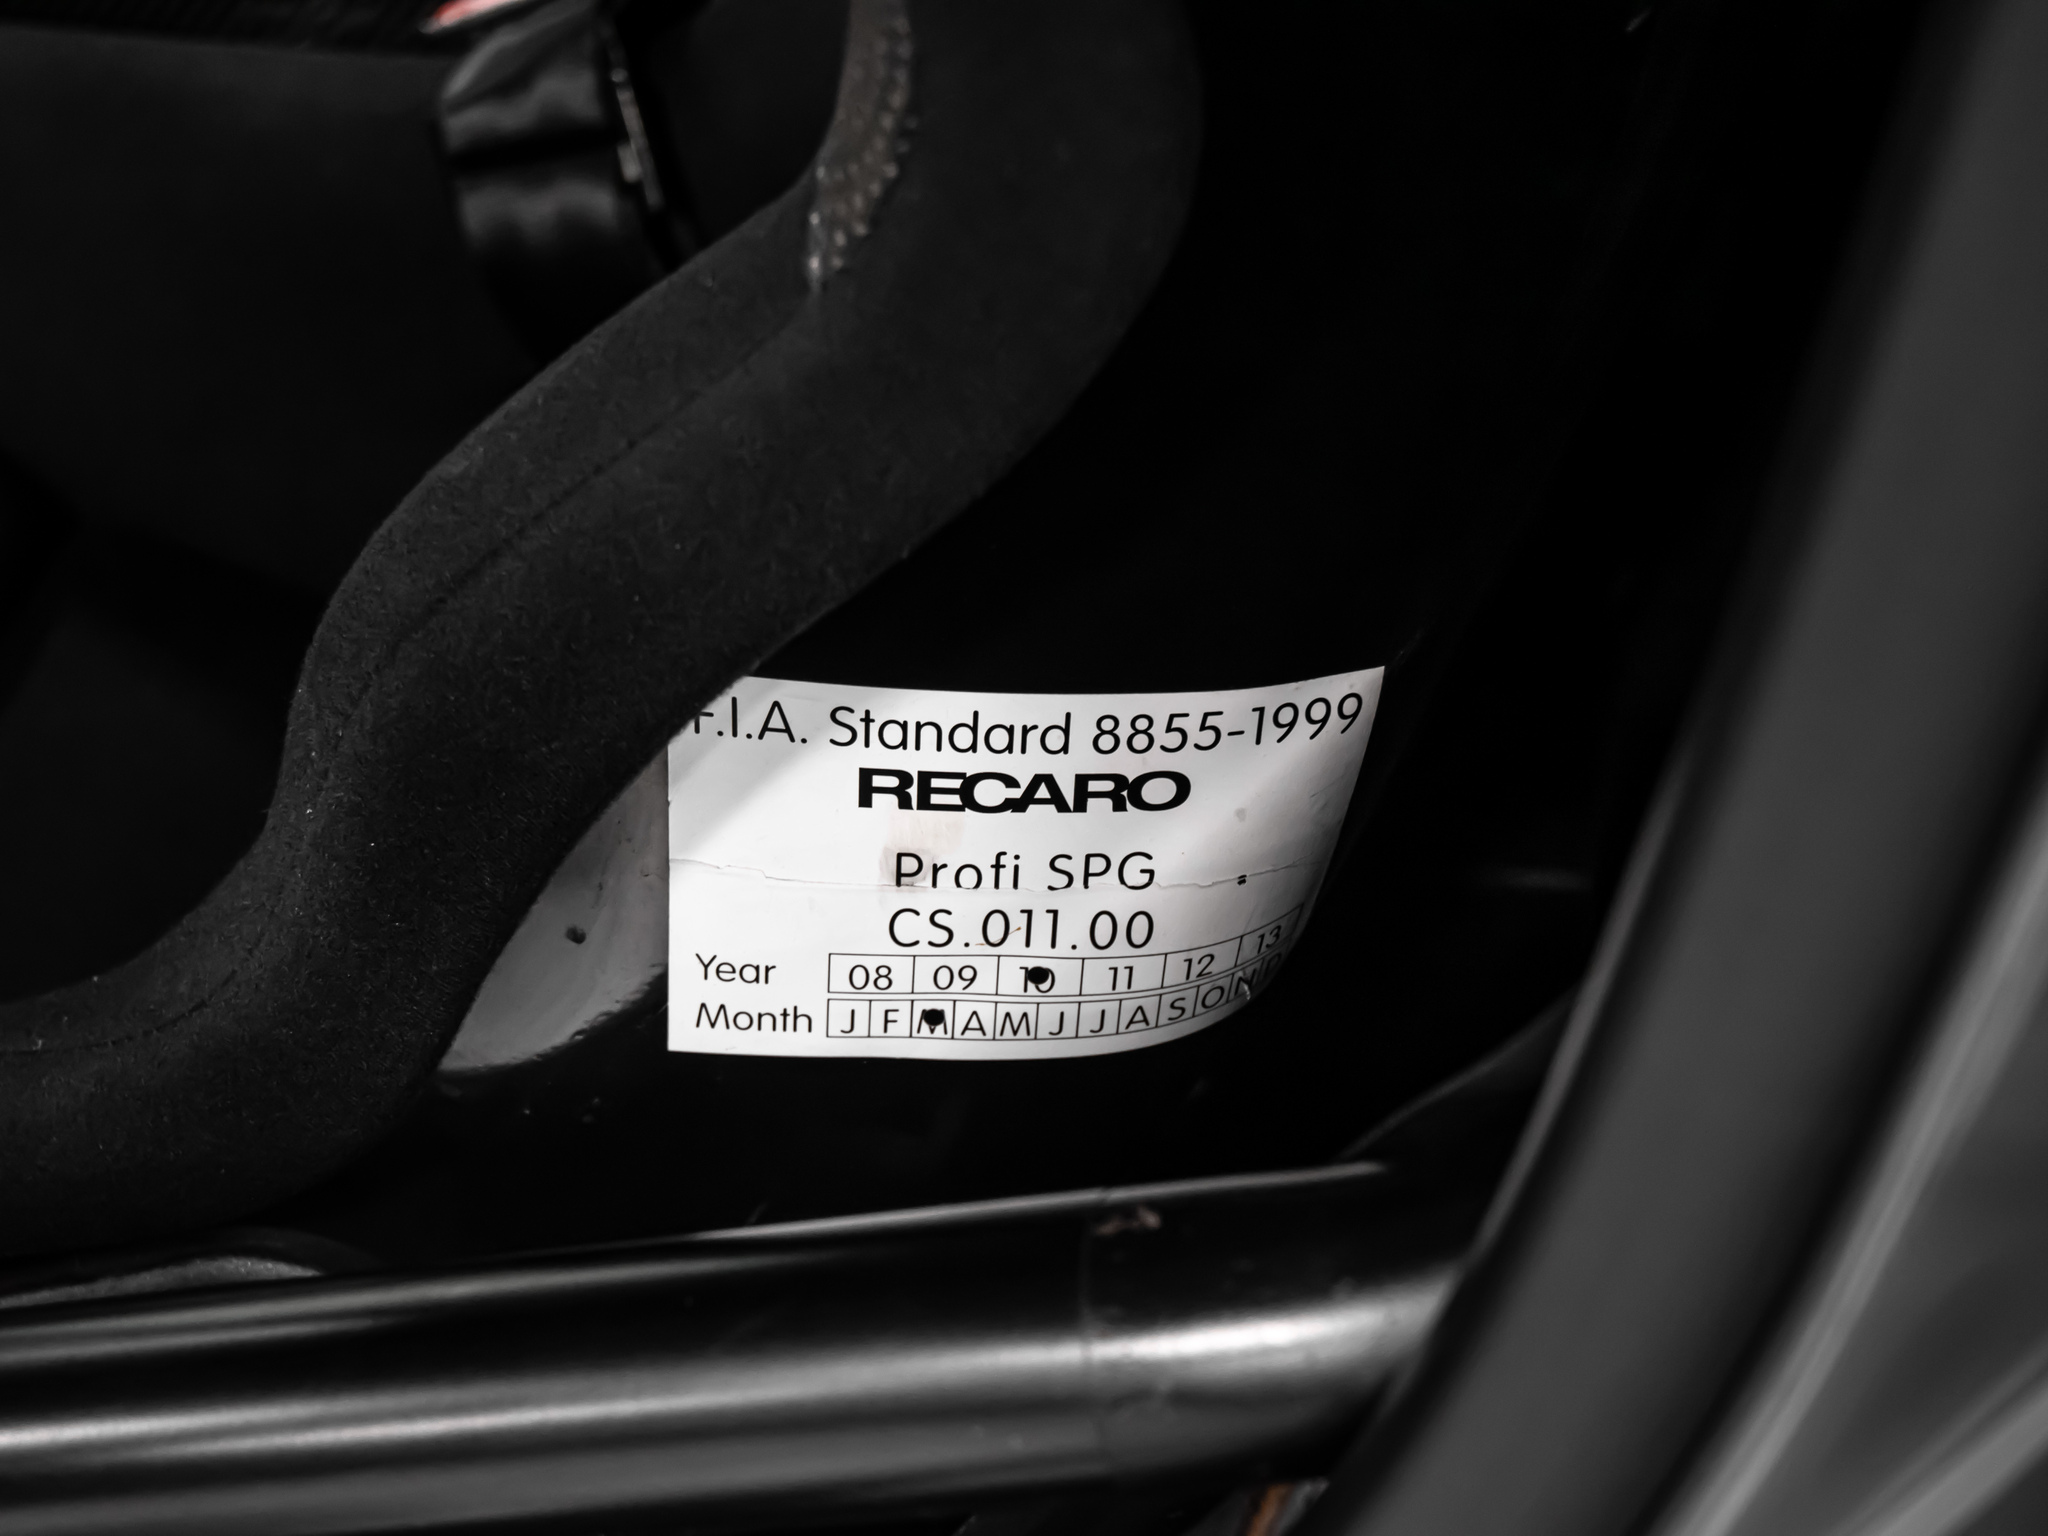 F.I.A. Standard 8855-1999
RECARO
Profi SPG
CS.011.00
Year 08 09 10 11 12 13
Month J F M A M J J A S O N D